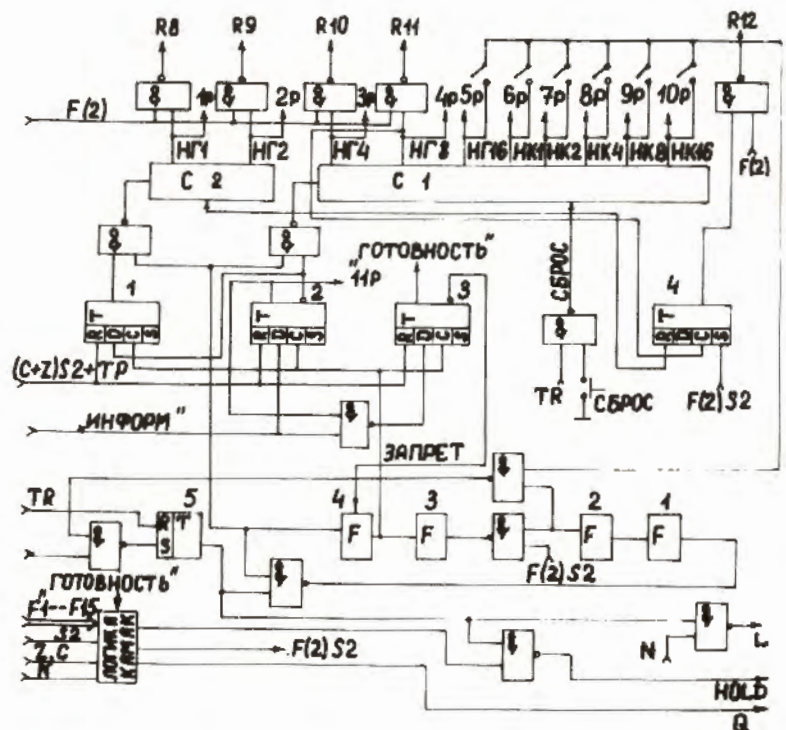 R8 R9 R10 R11 R12
& & & & &
1р 2р 3р 4р 5р 6р 7р 8р 9р 10р
F(2)
F(2)
НГ1 НГ2 НГ4 НГ8 НГ16 НК1 НК2 НК4 НК8 НК16
С 2 С 1
& &
"ГОТОВНОСТЬ"
СБРОС
"11Р
1 2 3 4
T T T T
R D C S R D C S R D C S R D C S
&
(C+Z)S2+TP
TR СБРОС F(2)S2
ИНФОРМ"
ЗАПРЕТ
TR 5 4 3 2 1
R T
S
F F F F
F(2)S2
ГОТОВНОСТЬ"
F1--F15
S2
Z,C
N
ЛОГИКА
КАМАК
F(2)S2
N
L
HOLD
Q